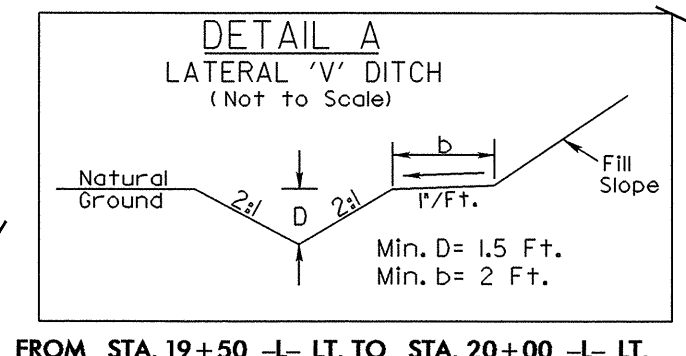 DETAIL A
LATERAL 'V' DITCH
(Not to Scale)
b
Natural
Ground
2:1
D
2:1
1"/Ft.
Fill
Slope
Min. D= 1.5 Ft.
Min. b= 2 Ft.
FROM STA. 19+50 -L- LT. TO STA. 20+00 -L- LT.